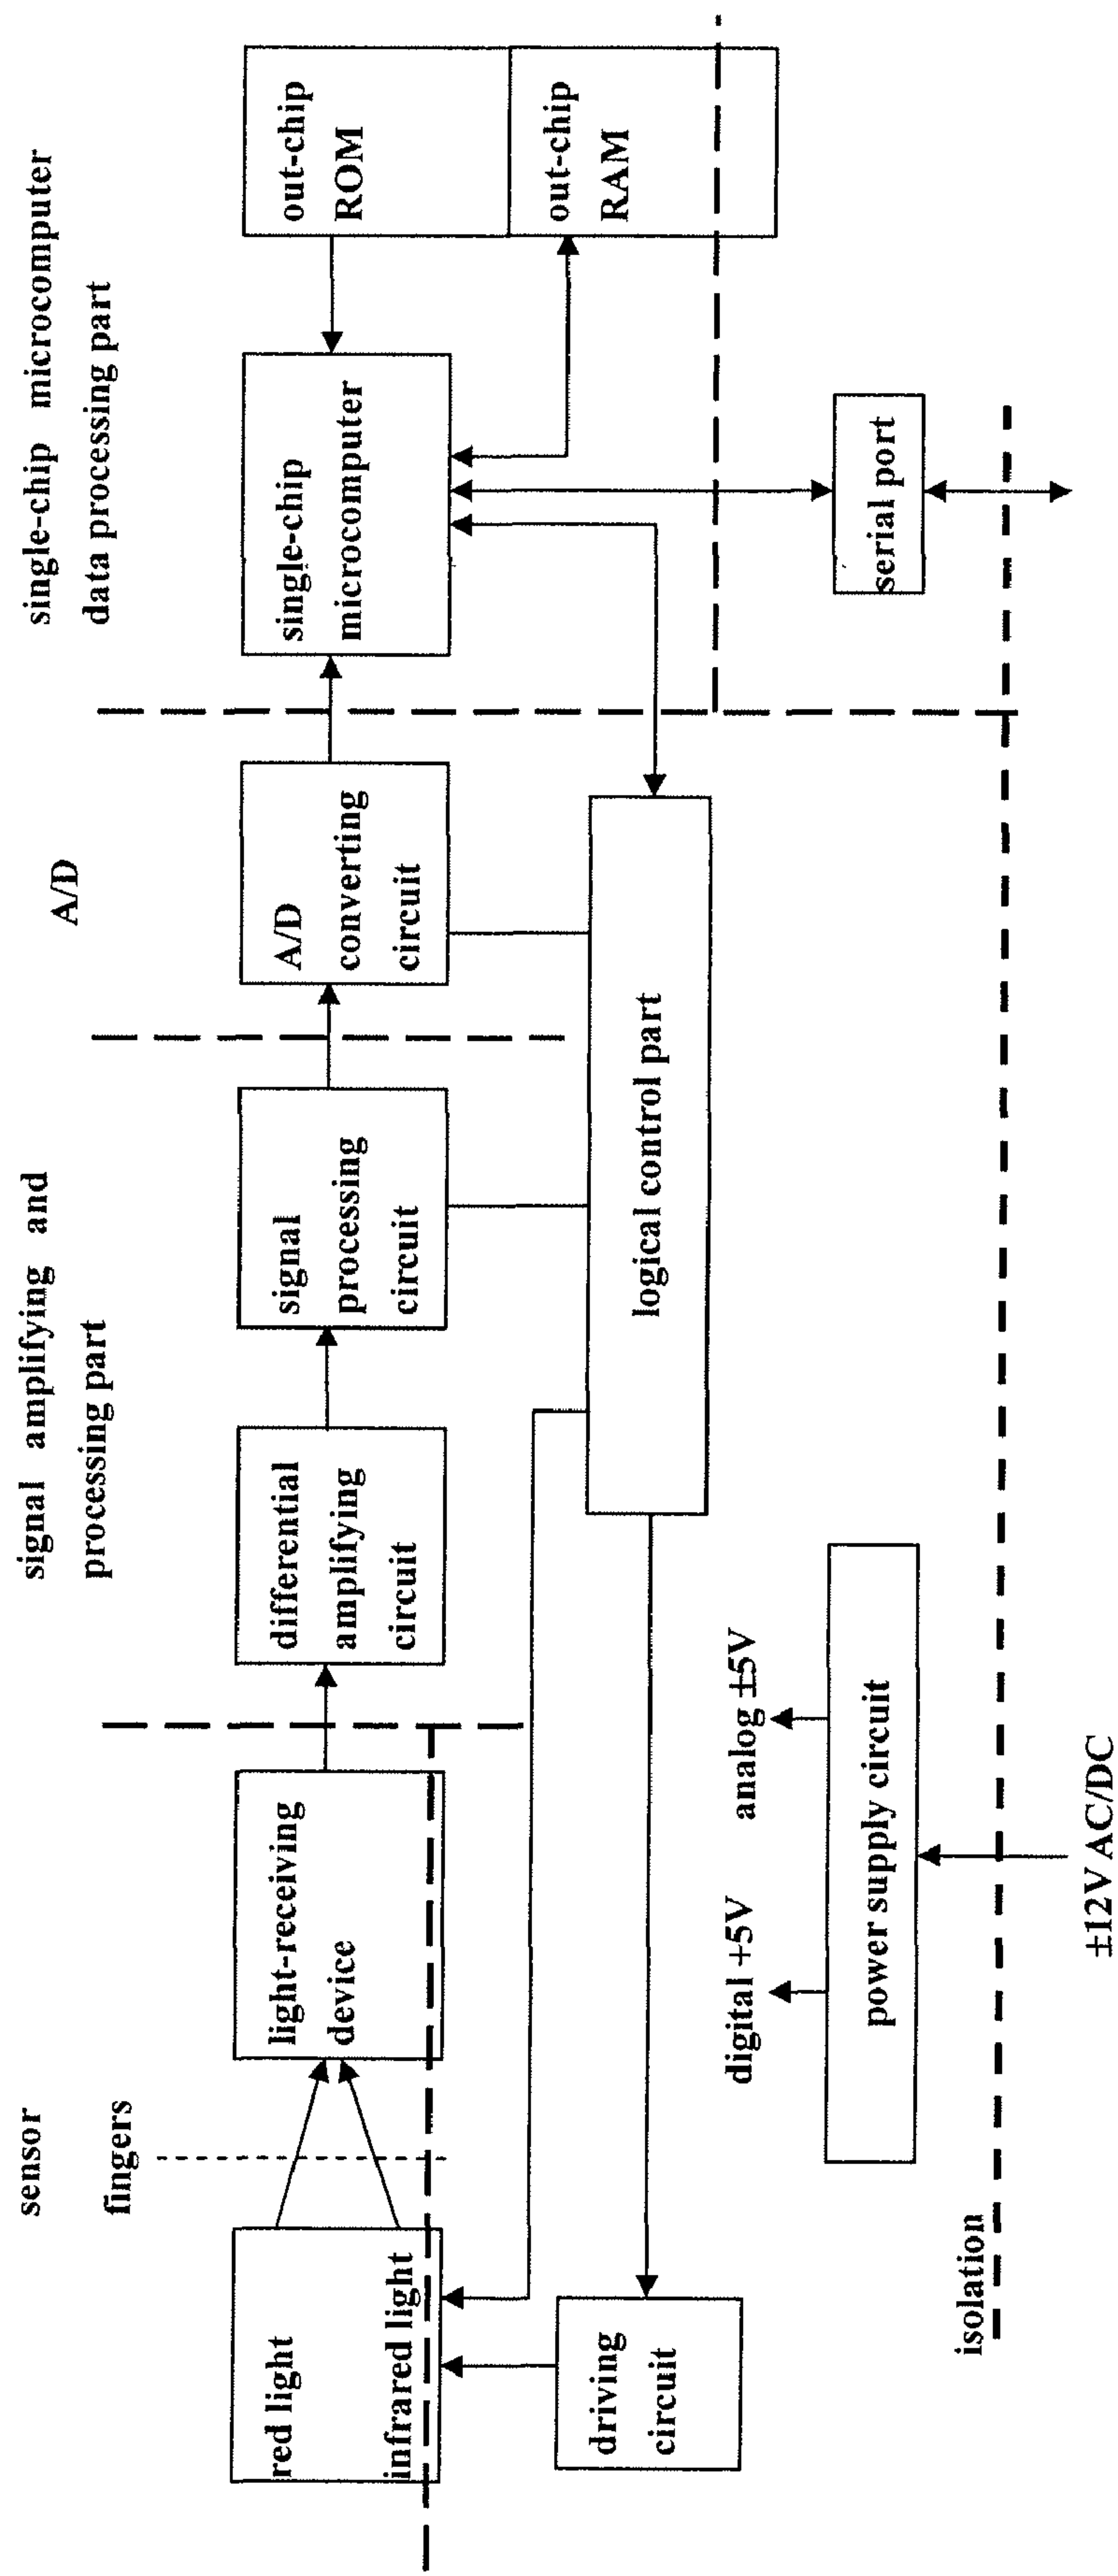 sensor
fingers
signal amplifying and
processing part
A/D
single-chip microcomputer
data processing part
red light
infrared light
light-receiving
device
differential
amplifying
circuit
signal
processing
circuit
A/D
converting
circuit
single-chip
microcomputer
out-chip
ROM
out-chip
RAM
driving
circuit
logical control part
serial port
digital +5V
analog ±5V
power supply circuit
isolation
±12V AC/DC